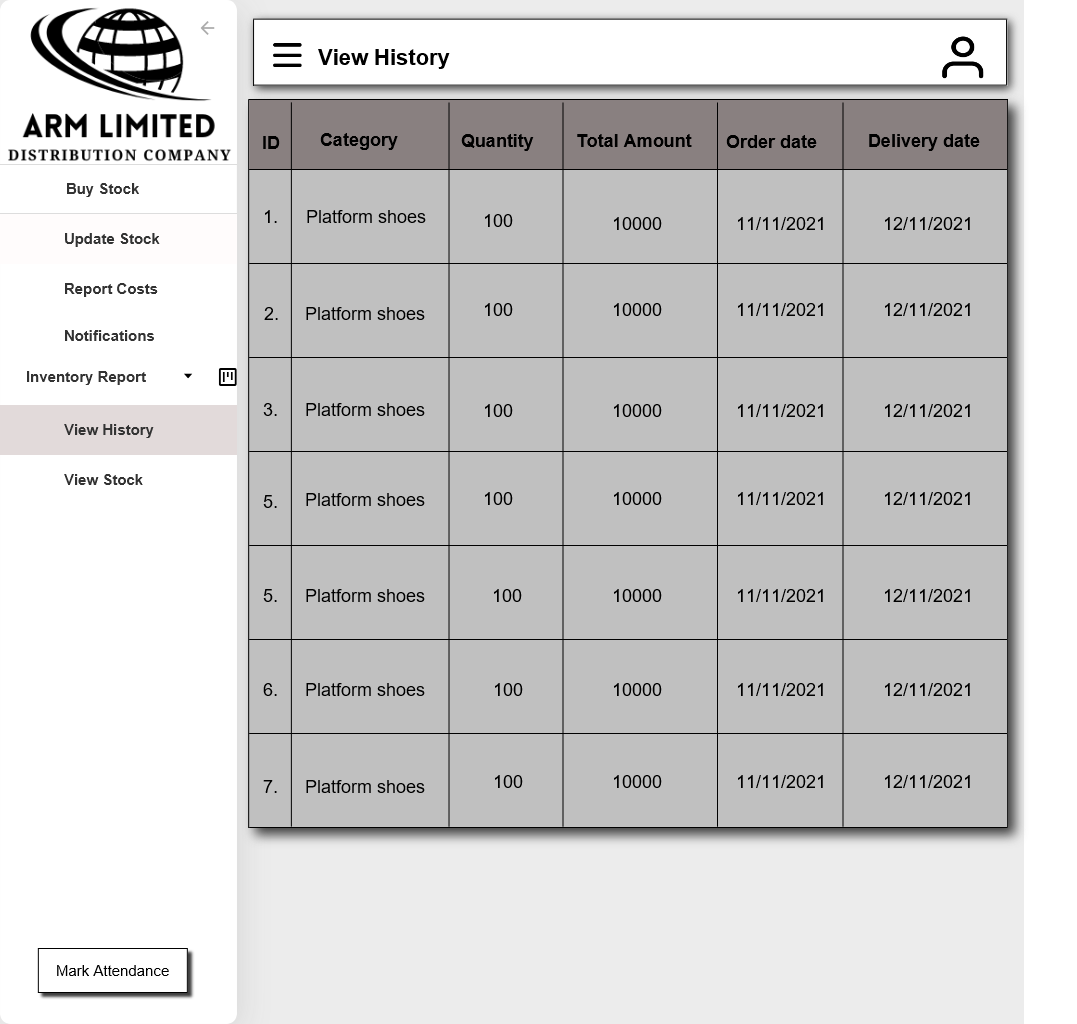 ARM LIMITED
DISTRIBUTION COMPANY
Buy Stock
Update Stock
Report Costs
Notifications
Inventory Report
View History
View Stock
Mark Attendance
View History
ID Category Quantity Total Amount Order date Delivery date
1. Platform shoes 100 10000 11/11/2021 12/11/2021
2. Platform shoes 100 10000 11/11/2021 12/11/2021
3. Platform shoes 100 10000 11/11/2021 12/11/2021
5. Platform shoes 100 10000 11/11/2021 12/11/2021
5. Platform shoes 100 10000 11/11/2021 12/11/2021
6. Platform shoes 100 10000 11/11/2021 12/11/2021
7. Platform shoes 100 10000 11/11/2021 12/11/2021